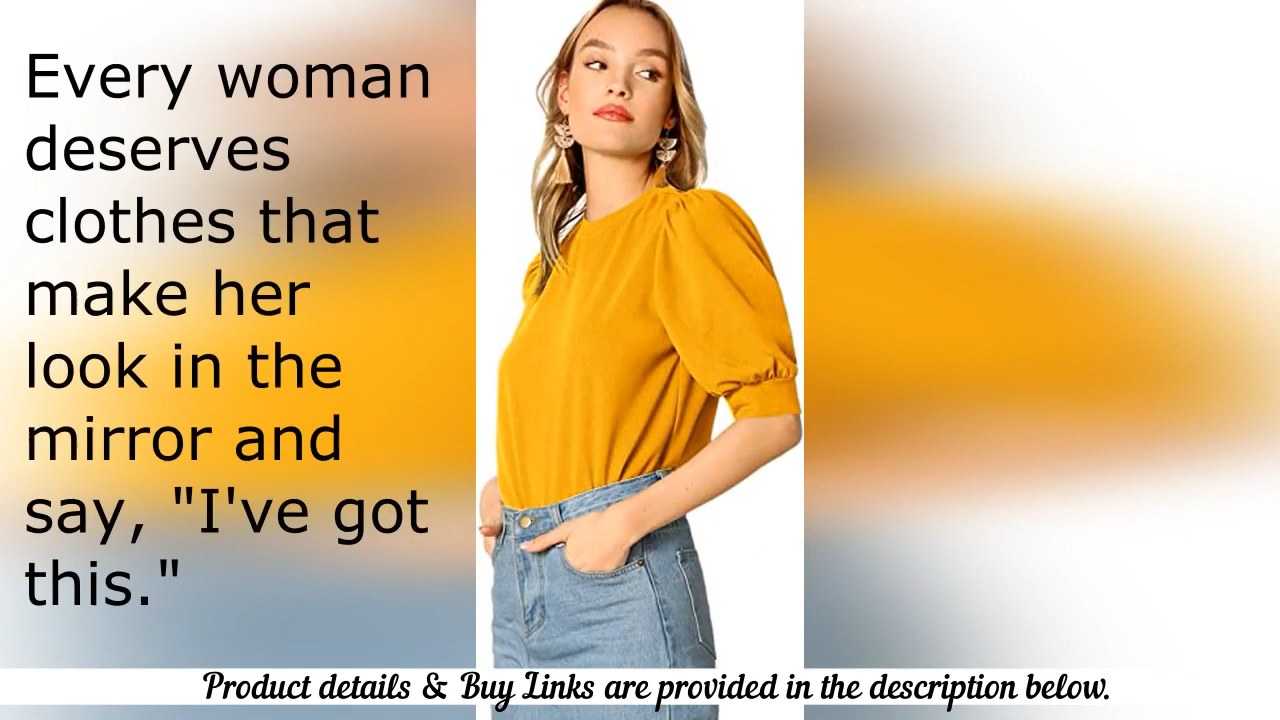 Every woman
deserves
clothes that
make her
look in the
mirror and
say, "I've got
this."
Product details & Buy Links are provided in the description below.